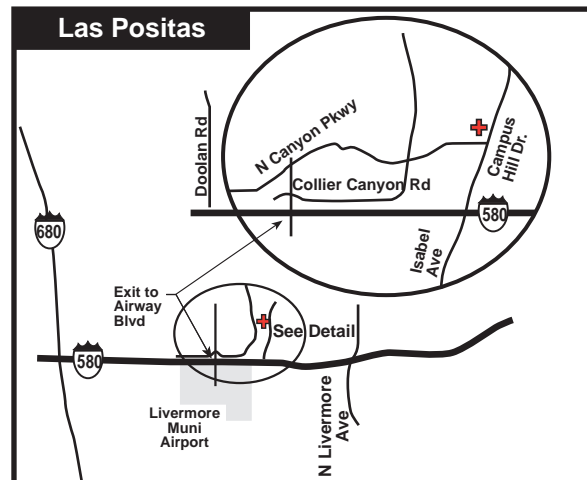 Las Positas
Doolan Rd
N Canyon Pkwy
Collier Canyon Rd
Campus
Hill Dr.
580
Isabel
Ave
680
Exit to
Airway
Blvd
See Detail
580
Livermore
Muni
Airport
N Livermore
Ave